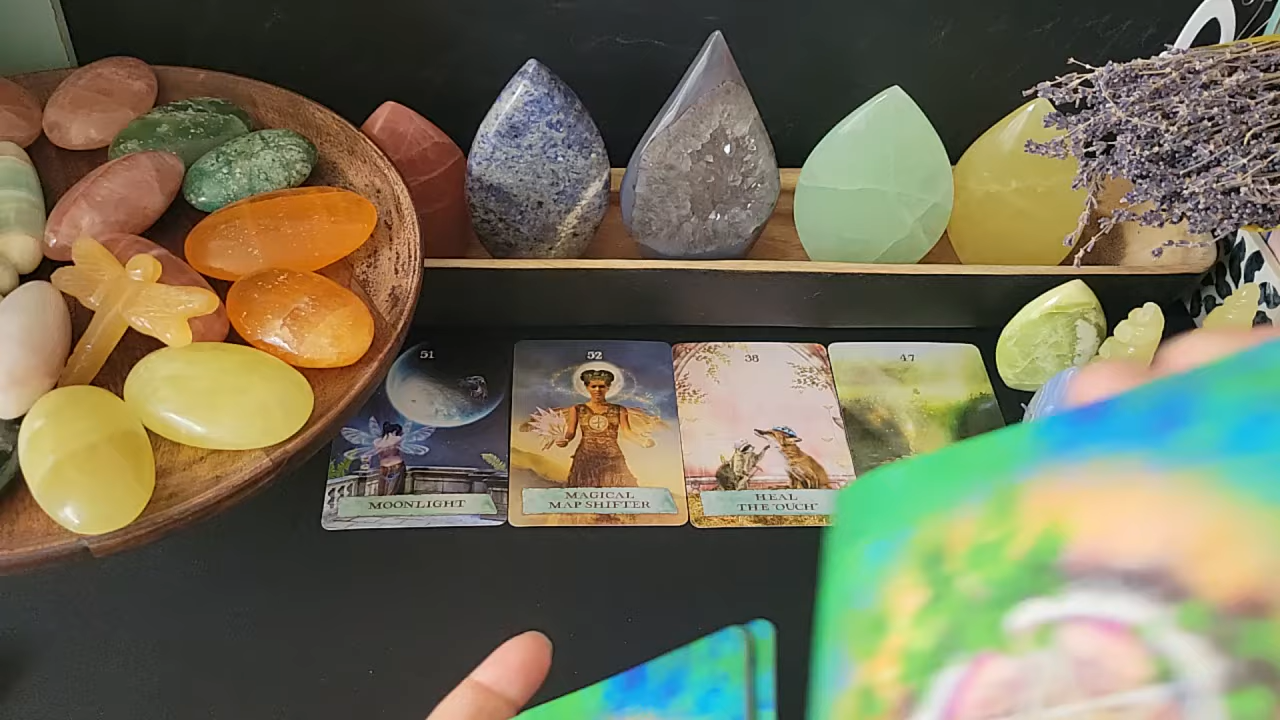 51
52
38
47
MOONLIGHT
MAGICAL
MAP SHIFTER
HEAL
THE "OUCH"